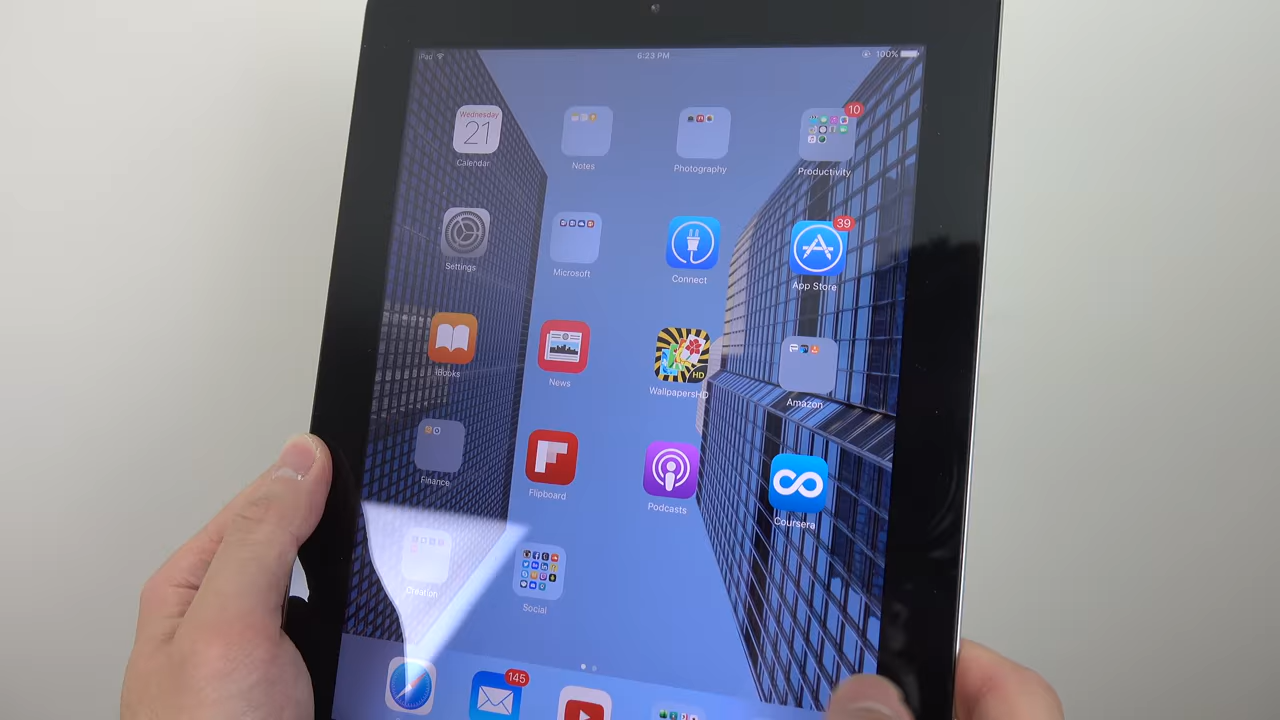 iPad
6:23 PM
100%
Wednesday
21
Calendar
Notes
Photography
10
Productivity
Settings
Microsoft
Connect
39
App Store
iBooks
News
HD
WallpapersHD
Amazon
Finance
Flipboard
Podcasts
Coursera
Creation
Social
145